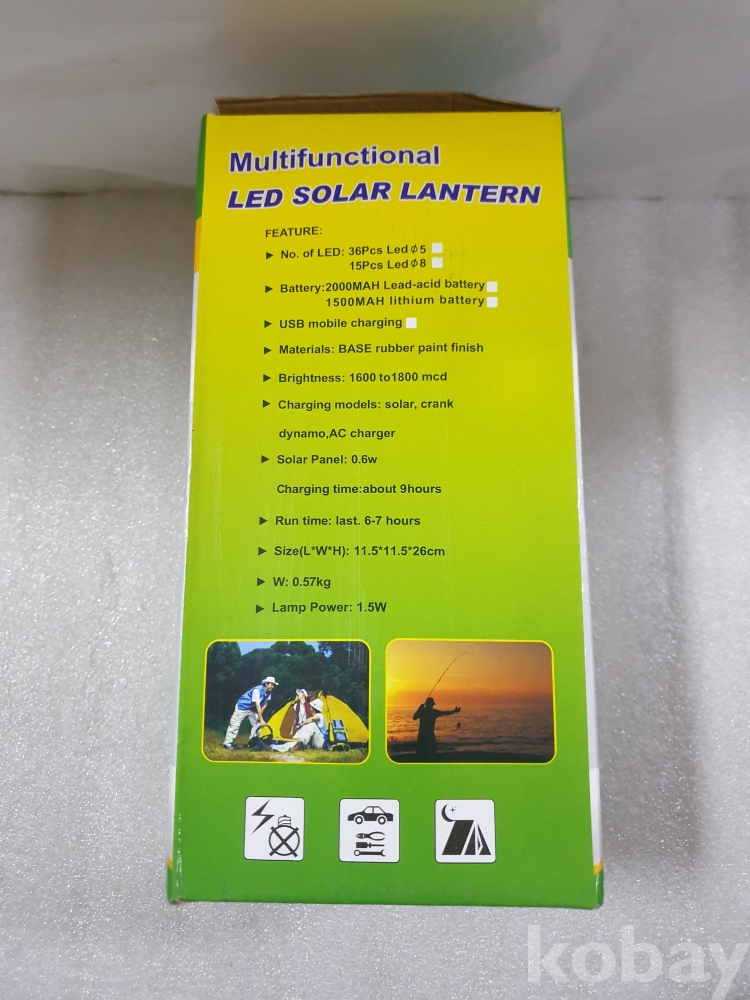 Multifunctional
LED SOLAR LANTERN
FEATURE:
► No. of LED: 36Pcs Led ϕ5 □
15Pcs Led ϕ8 □
► Battery:2000MAH Lead-acid battery □
1500MAH lithium battery □
► USB mobile charging □
► Materials: BASE rubber paint finish
► Brightness: 1600 to1800 mcd
► Charging models: solar, crank
dynamo,AC charger
► Solar Panel: 0.6w
Charging time:about 9hours
► Run time: last. 6-7 hours
► Size(L*W*H): 11.5*11.5*26cm
► W: 0.57kg
► Lamp Power: 1.5W
kobay